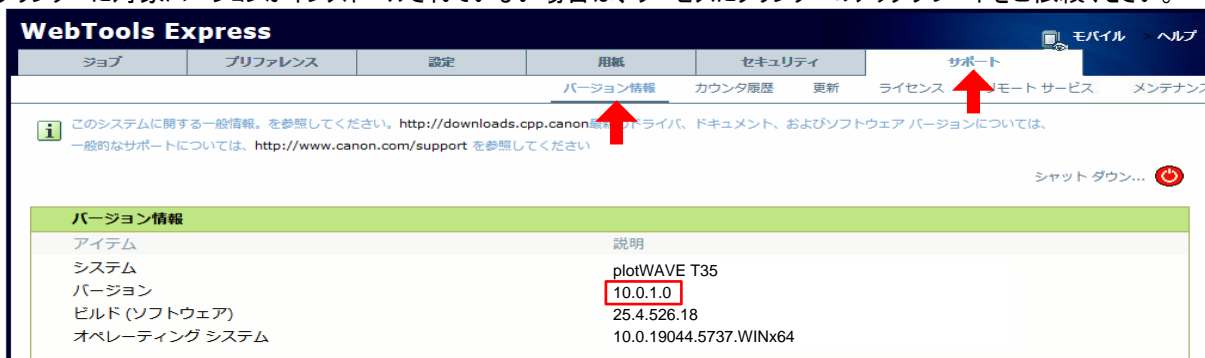 WebTools Express
モバイル ヘルプ
ジョブ プリファレンス 設定 用紙 セキュリティ サポート
バージョン情報 カウンタ履歴 更新 ライセンス モート サービス メンテナンス
このシステムに関する一般情報。を参照してください。http://downloads.cpp.canon最新のドライバ、ドキュメント、およびソフトウェア バージョンについては、
一般的なサポートについては、http://www.canon.com/support を参照してください
シャット ダウン...
バージョン情報
アイテム 説明
システム plotWAVE T35
バージョン 10.0.1.0
ビルド (ソフトウェア) 25.4.526.18
オペレーティング システム 10.0.19044.5737.WINx64